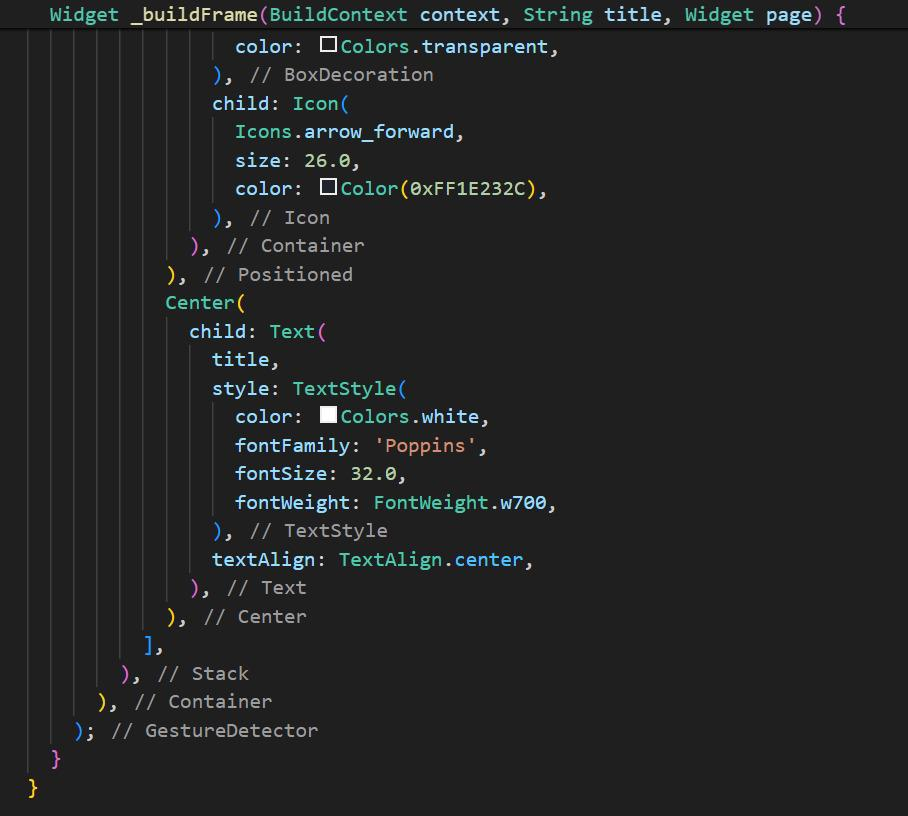 Widget _buildFrame(BuildContext context, String title, Widget page) {
color: Colors.transparent,
), // BoxDecoration
child: Icon(
Icons.arrow_forward,
size: 26.0,
color: Color(0xFF1E232C),
), // Icon
), // Container
), // Positioned
Center(
child: Text(
title,
style: TextStyle(
color: Colors.white,
fontFamily: 'Poppins',
fontSize: 32.0,
fontWeight: FontWeight.w700,
), // TextStyle
textAlign: TextAlign.center,
), // Text
), // Center
],
), // Stack
), // Container
); // GestureDetector
}
}